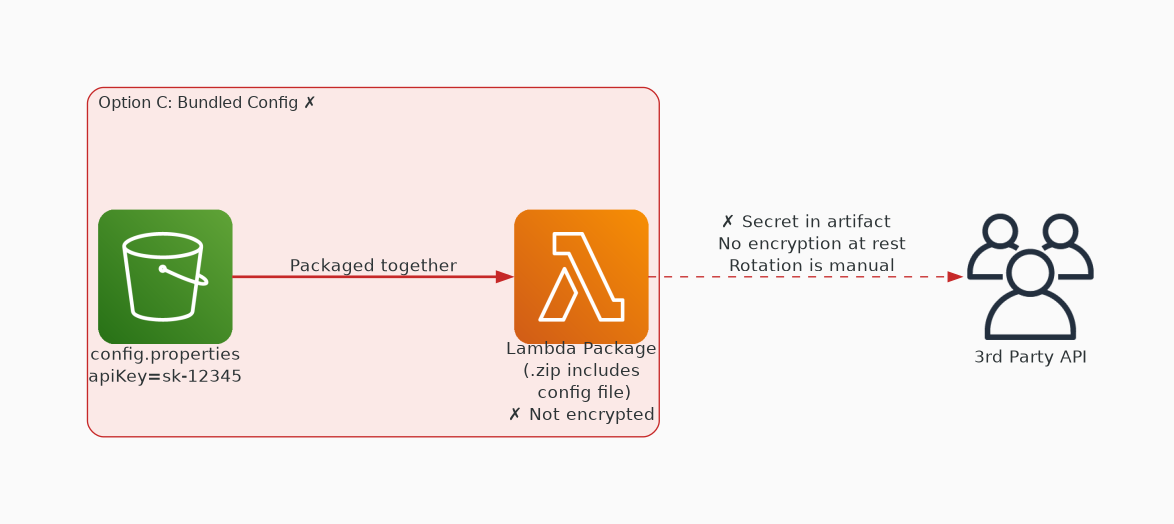 Option C: Bundled Config ✗
Packaged together
config.properties
apiKey=sk-12345
Lambda Package
(.zip includes
config file)
✗ Not encrypted
✗ Secret in artifact
No encryption at rest
Rotation is manual
3rd Party API